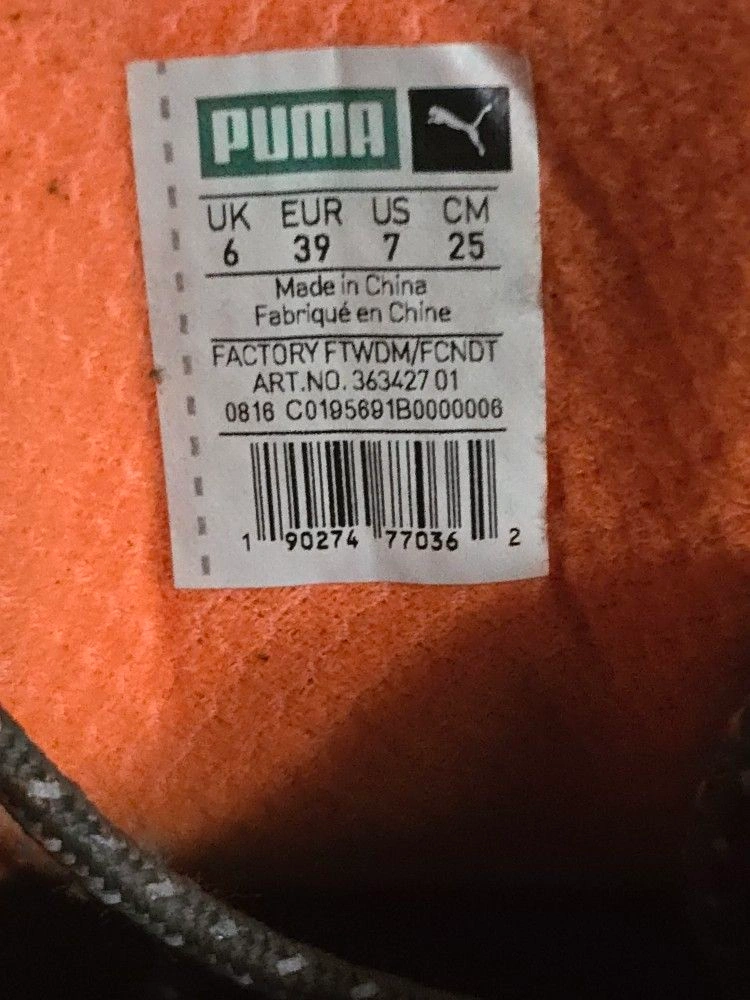 PUMA
UK EUR US CM
6 39 7 25
Made in China
Fabriqué en Chine
FACTORY FTWDM/FCNDT
ART.NO. 363427 01
0816 C0195691B0000006
1 90274 77036 2